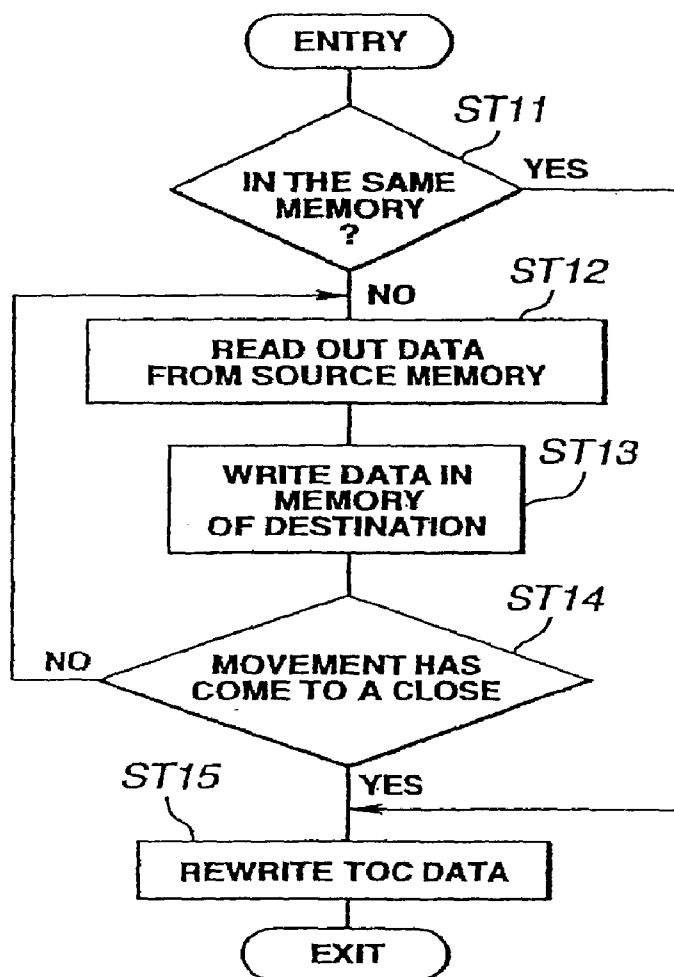 ENTRY
ST11
IN THE SAME
MEMORY
?
YES
NO
ST12
READ OUT DATA
FROM SOURCE MEMORY
ST13
WRITE DATA IN
MEMORY
OF DESTINATION
ST14
MOVEMENT HAS
COME TO A CLOSE
NO
YES
ST15
REWRITE TOC DATA
EXIT